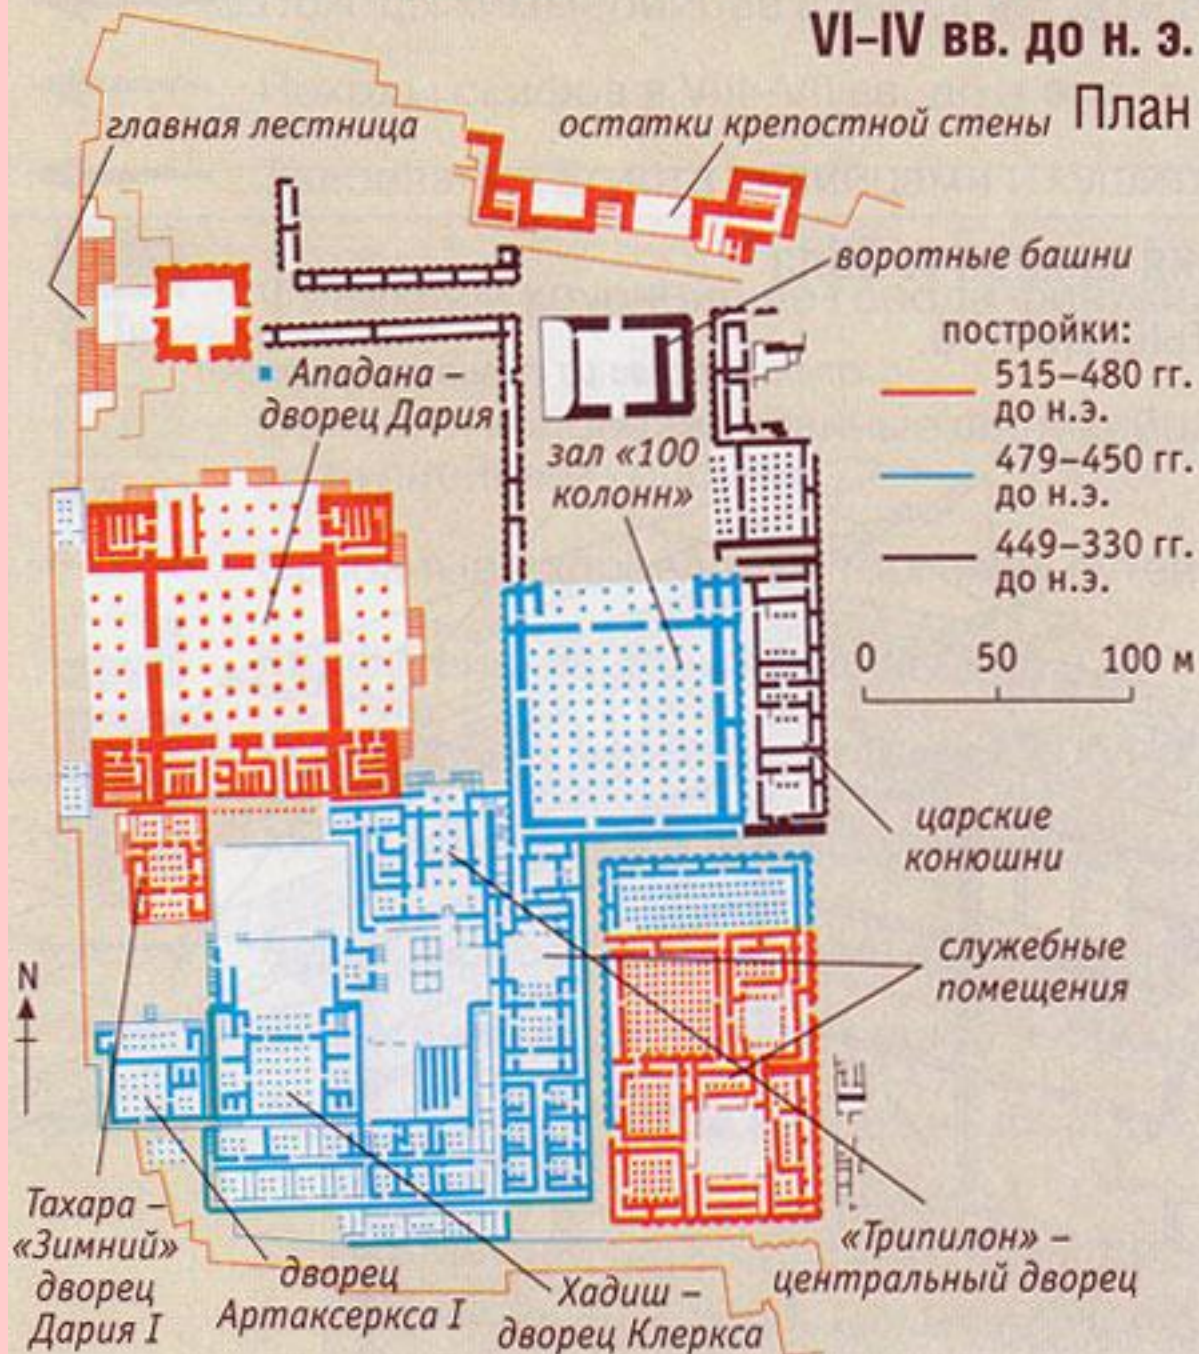 VI–IV вв. до н. э.
План
главная лестница
остатки крепостной стены
воротные башни
постройки:
515–480 гг.
до н.э.
479–450 гг.
до н.э.
449–330 гг.
до н.э.
Ападана –
дворец Дария
зал «100
колонн»
0 50 100 м
царские
конюшни
служебные
помещения
N
Тахара –
«Зимний»
дворец
Дария I
дворец
Артаксеркса I
Хадиш –
дворец Клеркса
«Трипилон» –
центральный дворец